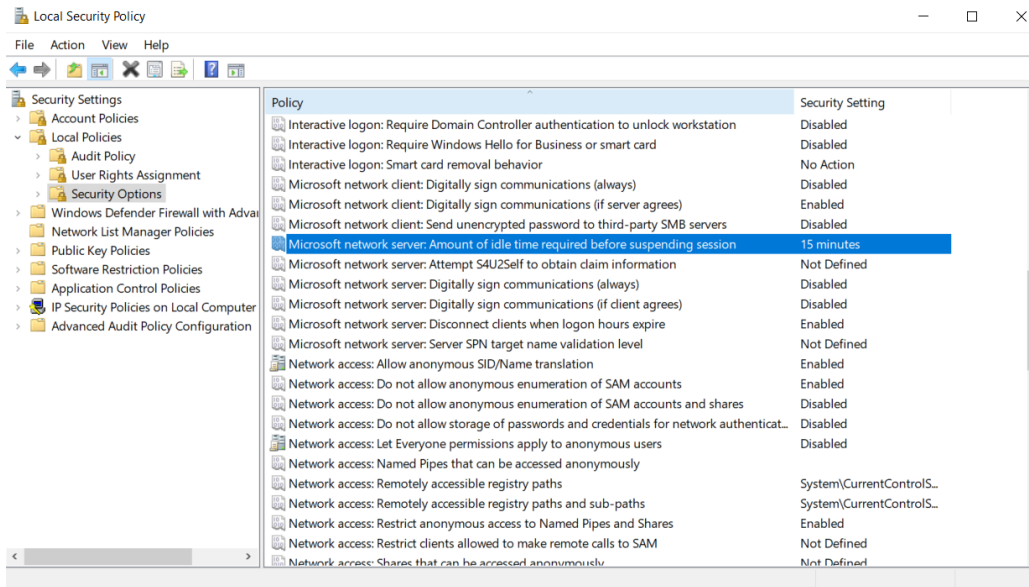 Local Security Policy
File Action View Help
Security Settings
Account Policies
Local Policies
Audit Policy
User Rights Assignment
Security Options
Windows Defender Firewall with Advan
Network List Manager Policies
Public Key Policies
Software Restriction Policies
Application Control Policies
IP Security Policies on Local Computer
Advanced Audit Policy Configuration
Policy Security Setting
Interactive logon: Require Domain Controller authentication to unlock workstation Disabled
Interactive logon: Require Windows Hello for Business or smart card Disabled
Interactive logon: Smart card removal behavior No Action
Microsoft network client: Digitally sign communications (always) Disabled
Microsoft network client: Digitally sign communications (if server agrees) Enabled
Microsoft network client: Send unencrypted password to third-party SMB servers Disabled
Microsoft network server: Amount of idle time required before suspending session 15 minutes
Microsoft network server: Attempt S4U2Self to obtain claim information Not Defined
Microsoft network server: Digitally sign communications (always) Disabled
Microsoft network server: Digitally sign communications (if client agrees) Disabled
Microsoft network server: Disconnect clients when logon hours expire Enabled
Microsoft network server: Server SPN target name validation level Not Defined
Network access: Allow anonymous SID/Name translation Enabled
Network access: Do not allow anonymous enumeration of SAM accounts Enabled
Network access: Do not allow anonymous enumeration of SAM accounts and shares Disabled
Network access: Do not allow storage of passwords and credentials for network authenticat... Disabled
Network access: Let Everyone permissions apply to anonymous users Disabled
Network access: Named Pipes that can be accessed anonymously
Network access: Remotely accessible registry paths System\CurrentControlS...
Network access: Remotely accessible registry paths and sub-paths System\CurrentControlS...
Network access: Restrict anonymous access to Named Pipes and Shares Enabled
Network access: Restrict clients allowed to make remote calls to SAM Not Defined
Network access: Shares that can be accessed anonymously Not Defined